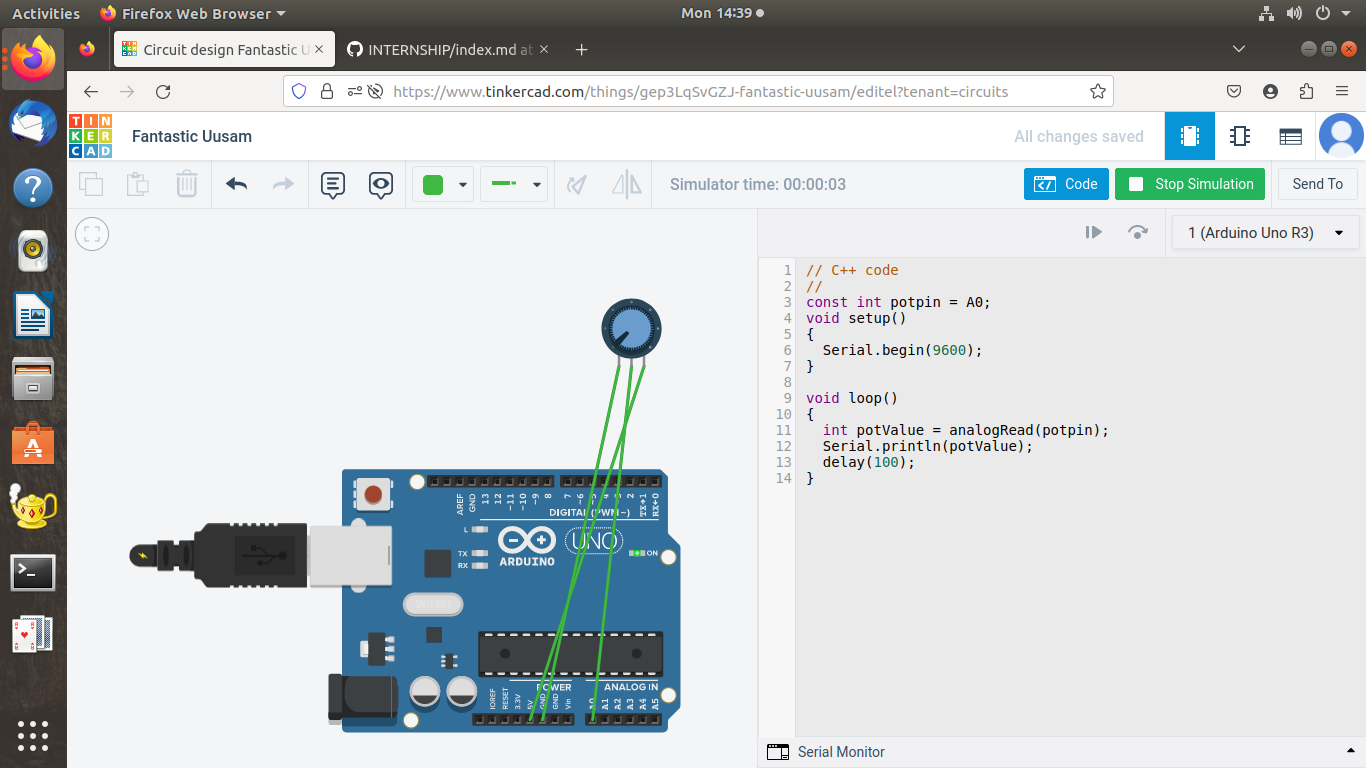 Activities
Firefox Web Browser
Mon 14:39
Circuit design Fantastic U
INTERNSHIP/index.md at
https://www.tinkercad.com/things/gep3LqSvGZJ-fantastic-uusam/editel?tenant=circuits
TIN
KER
CAD
Fantastic Uusam
All changes saved
Simulator time: 00:00:03
Code
Stop Simulation
Send To
1 (Arduino Uno R3)
1 // C++ code
2 //
3 const int potpin = A0;
4 void setup()
5 {
6 Serial.begin(9600);
7 }
8
9 void loop()
10 {
11 int potValue = analogRead(potpin);
12 Serial.println(potValue);
13 delay(100);
14 }
AREF
GND
13
12
~11
~10
~9
8
7
~6
~5
4
2
TX→1
RX←0
DIGITAL (PWM~)
L
TX
RX
ARDUINO
UNO
ON
POWER
ANALOG IN
IOREF
RESET
3.3V
5V
GND
GND
Vin
A1
A2
A3
A4
A5
Serial Monitor